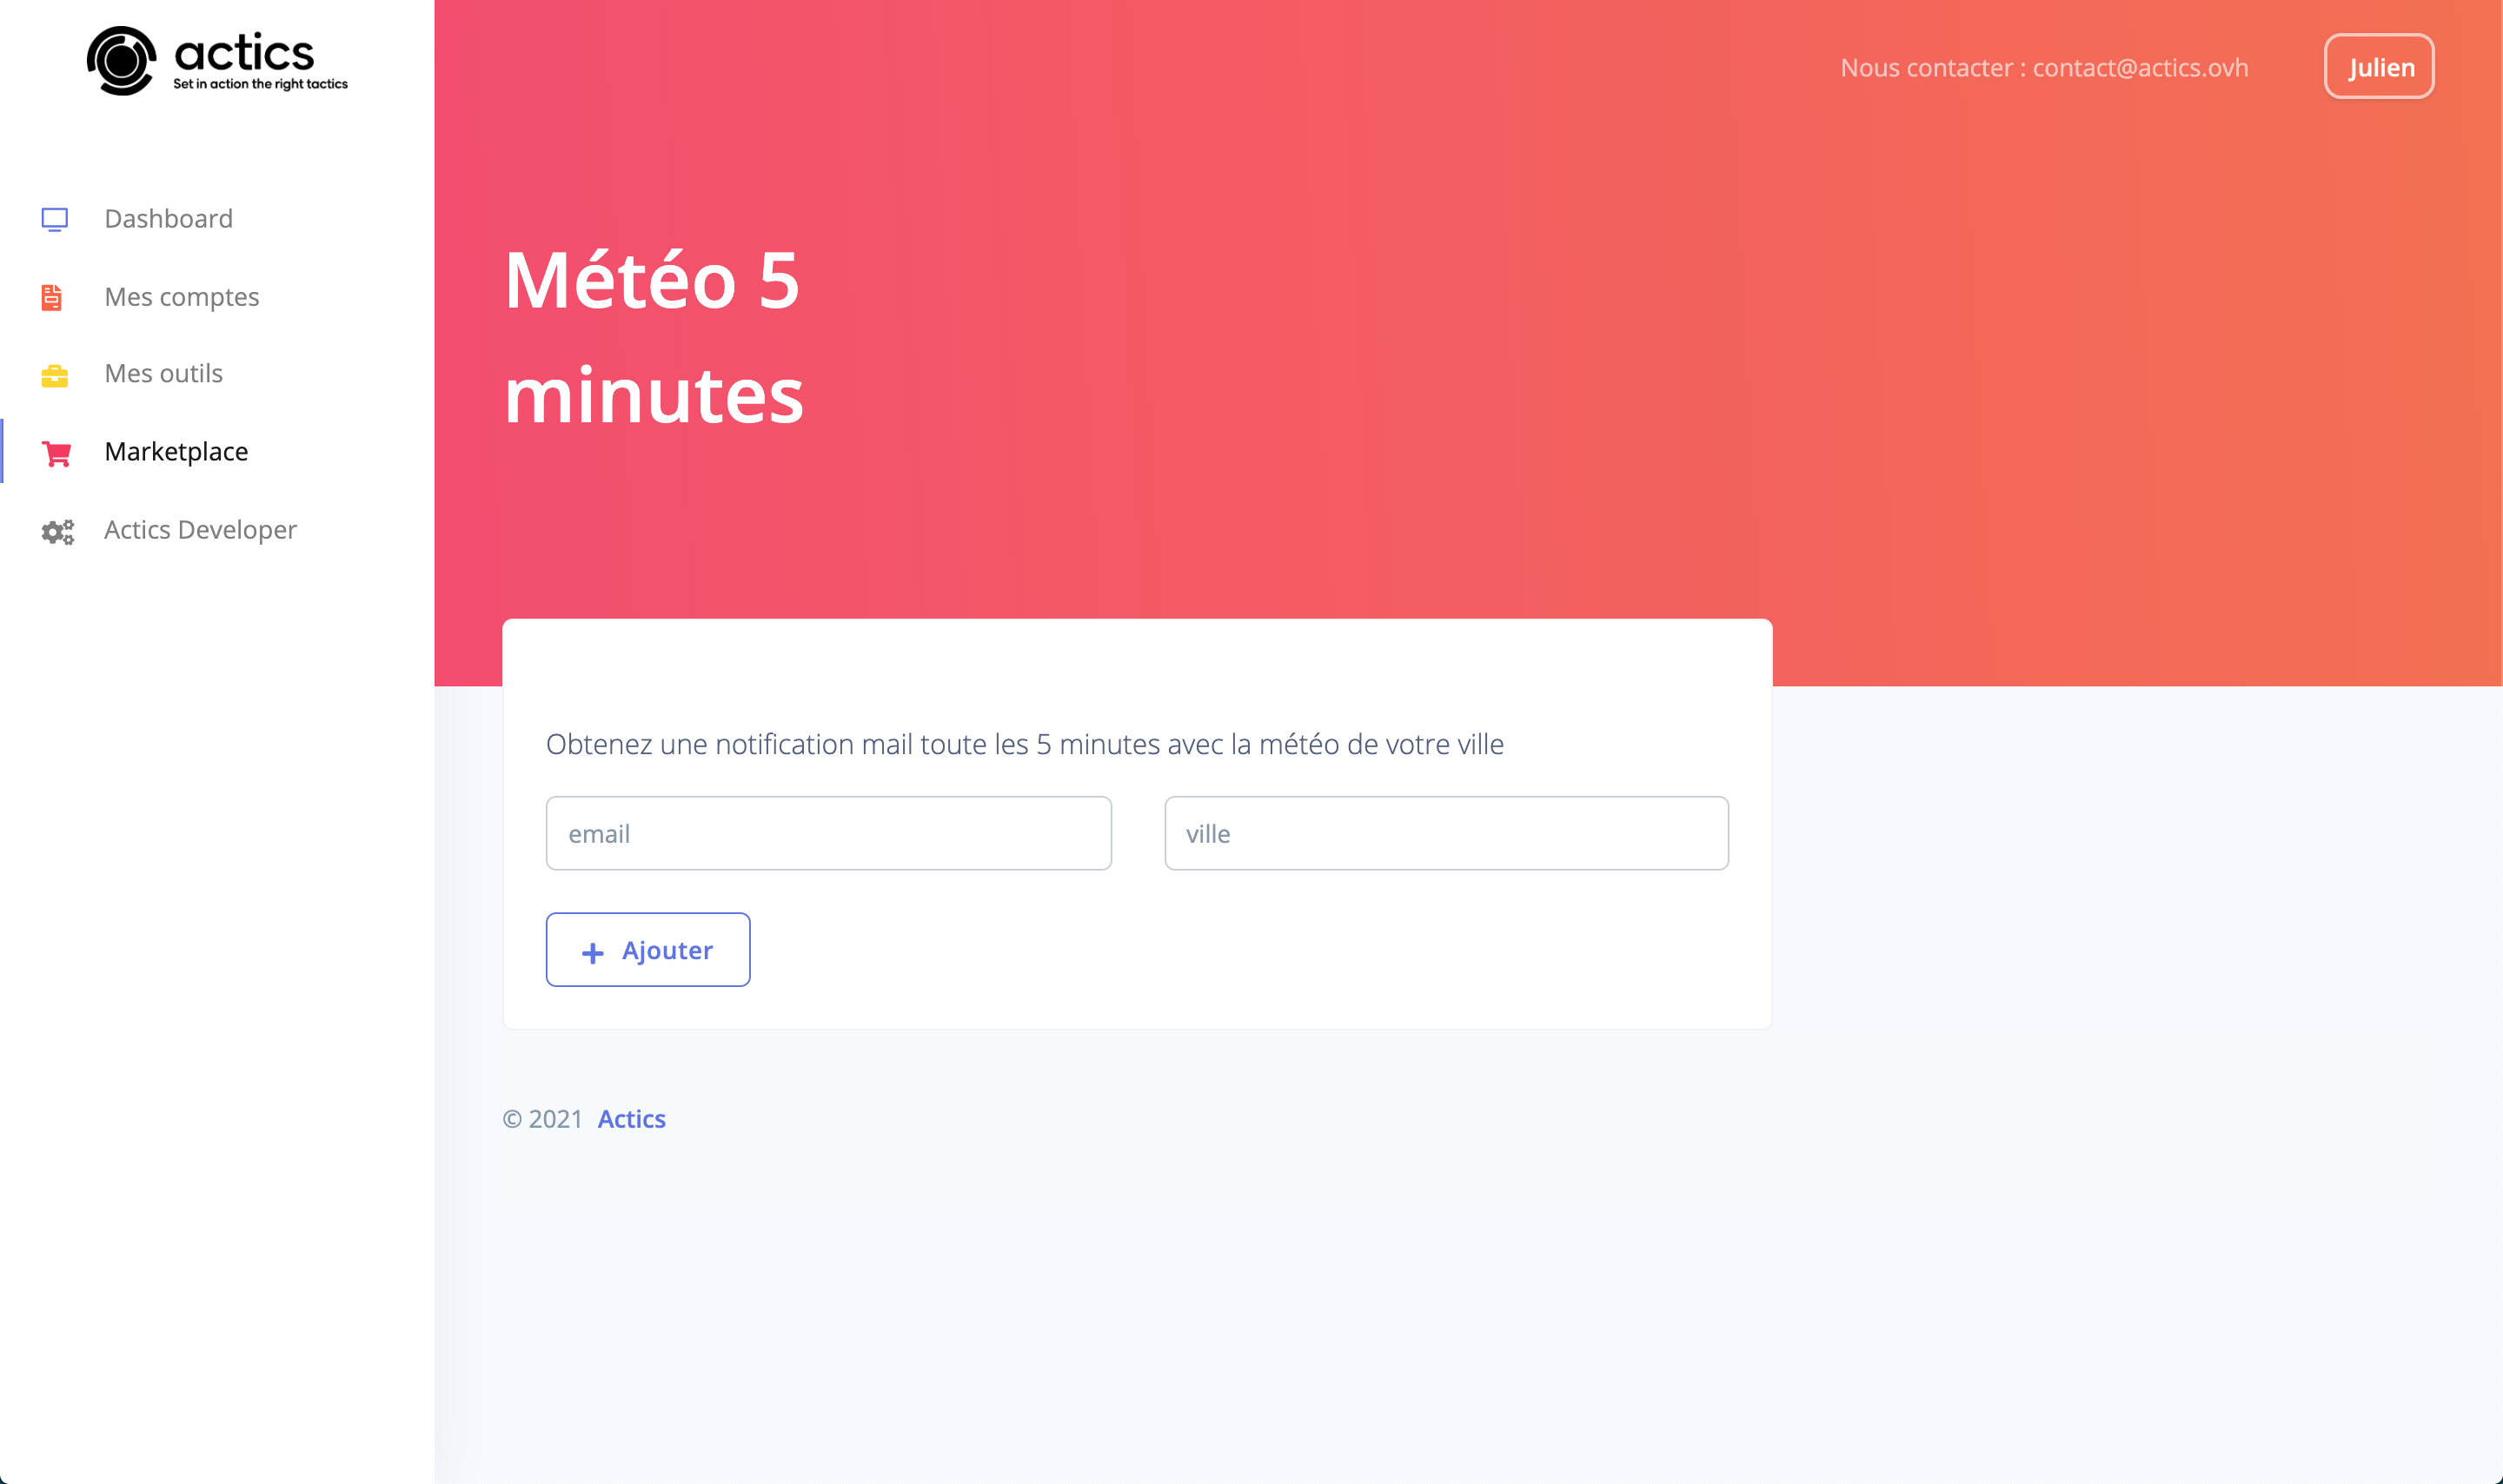 actics
Set in action the right tactics
Nous contacter : contact@actics.ovh
Julien
Dashboard
Mes comptes
Mes outils
Marketplace
Actics Developer
Météo 5
minutes
Obtenez une notification mail toute les 5 minutes avec la météo de votre ville
email
ville
+ Ajouter
© 2021 Actics